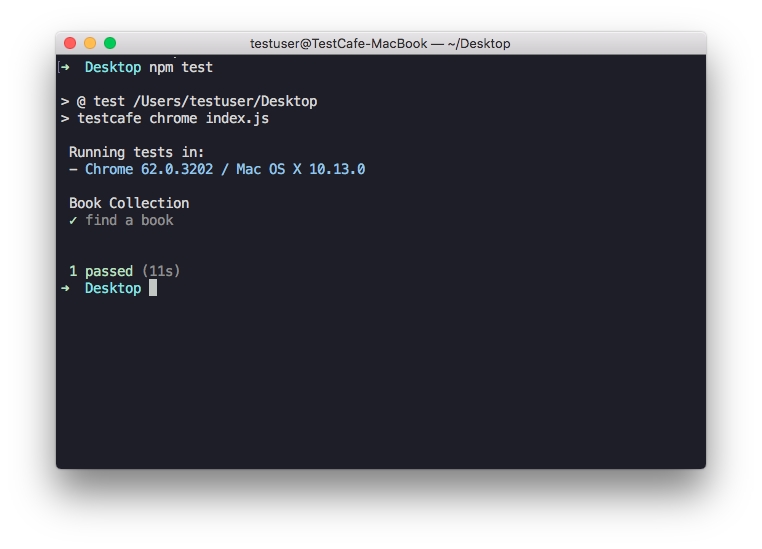 testuser@TestCafe-MacBook — ~/Desktop
[➜ Desktop npm test
> @ test /Users/testuser/Desktop
> testcafe chrome index.js
Running tests in:
- Chrome 62.0.3202 / Mac OS X 10.13.0
Book Collection
✓ find a book
1 passed (11s)
➜ Desktop